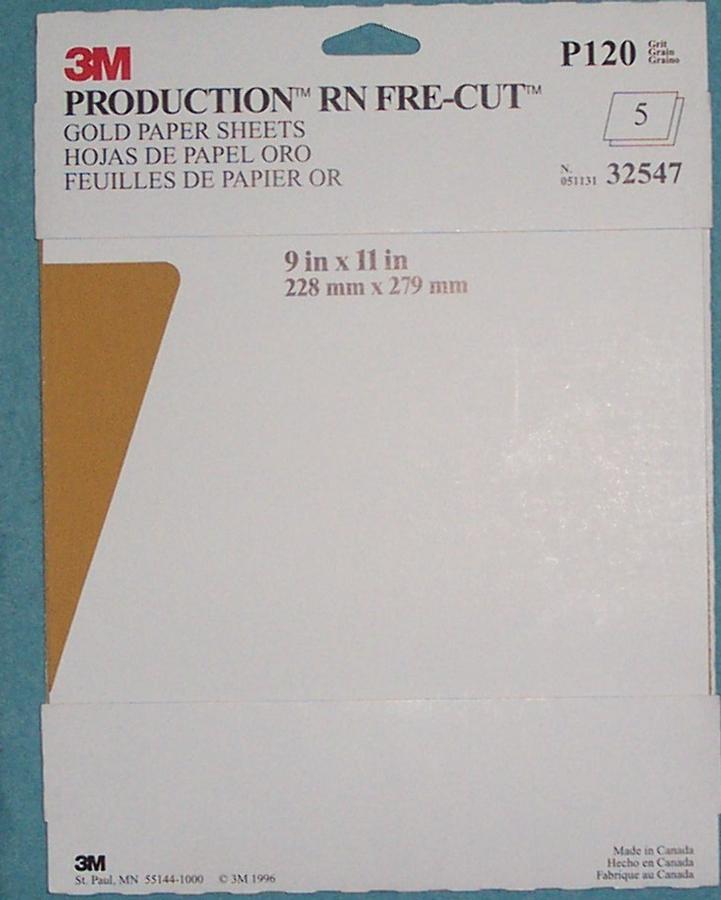 3M
PRODUCTION™ RN FRE-CUT™
GOLD PAPER SHEETS
HOJAS DE PAPEL ORO
FEUILLES DE PAPIER OR
P120 Grit
Grain
Graino
5
N.
051131 32547
9 in x 11 in
228 mm x 279 mm
3M
St. Paul, MN 55144-1000 © 3M 1996
Made in Canada
Hecho en Canada
Fabrique au Canada